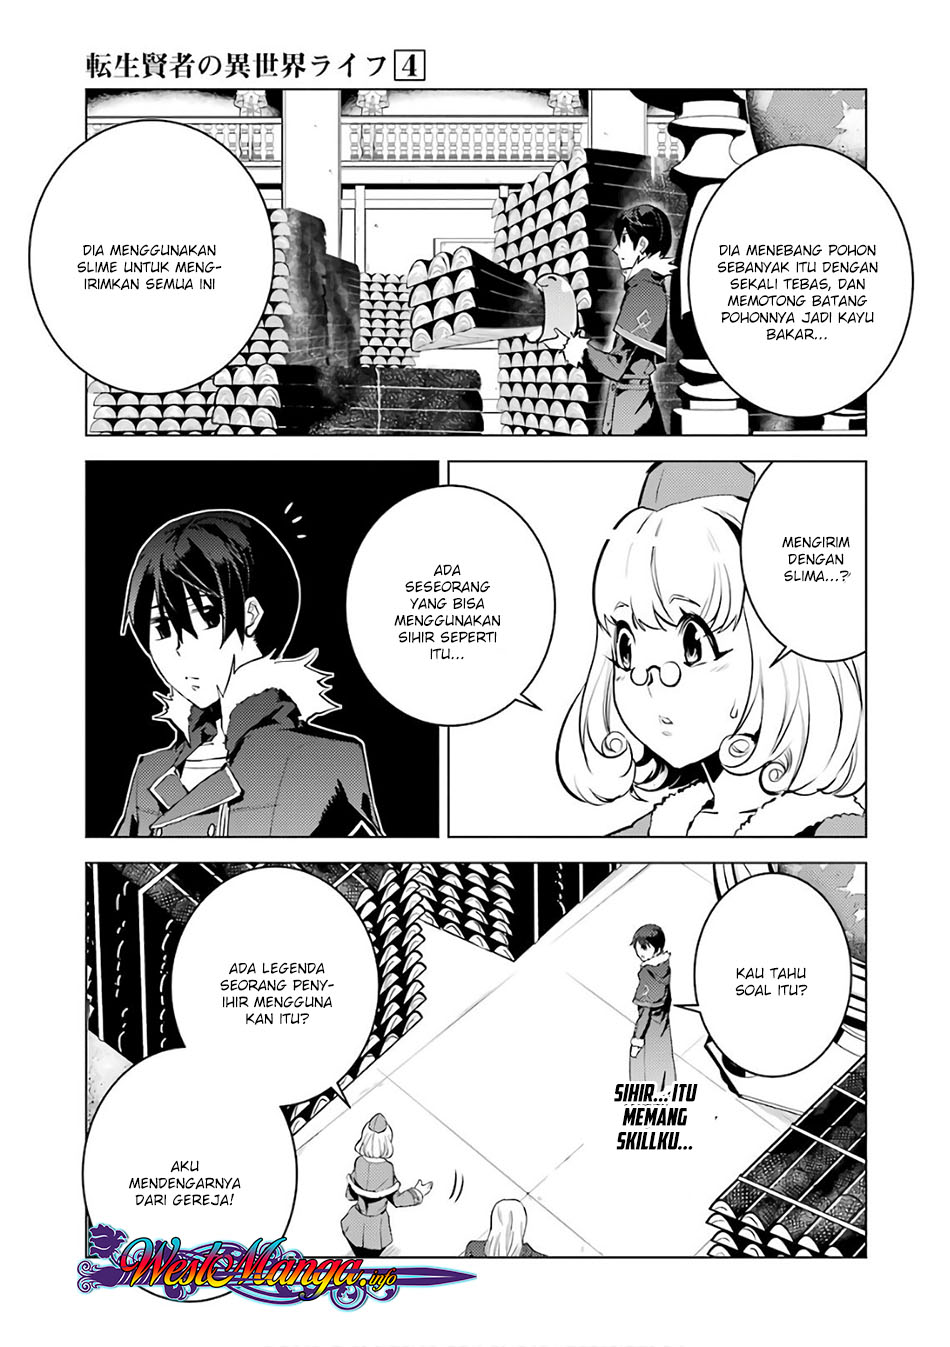 転生賢者の異世界ライフ 4
DIA MENEBANG POHON
SEBANYAK ITU DENGAN
SEKALI TEBAS, DAN
MEMOTONG BATANG
POHONNYA JADI KAYU
BAKAR...
DIA MENGGUNAKAN
SLIME UNTUK MENG-
IRIMKAN SEMUA INI
MENGIRIM
DENGAN
SLIMA...?
ADA
SESEORANG
YANG BISA
MENGGUNAKAN
SIHIR SEPERTI
ITU...
KAU TAHU
SOAL ITU?
SIHIR... ITU
MEMANG
SKILLKU...
ADA LEGENDA
SEORANG PENY-
IHIR MENGGUNA
KAN ITU?
AKU
MENDENGARNYA
DARI GEREJA!
WestManga.info